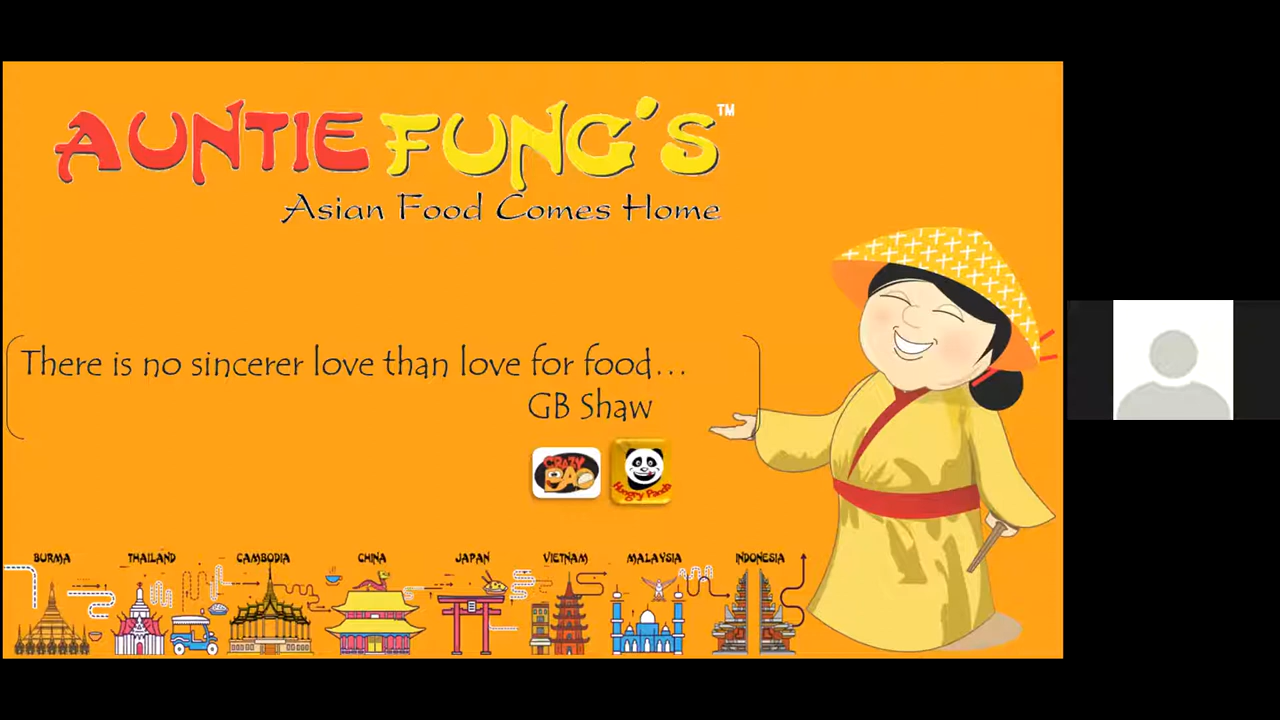 AUNTIE FUNG'S™
Asian Food Comes Home
There is no sincerer love than love for food...
GB Shaw
CRAZY BAO
Hungry Panda
BURMA THAILAND CAMBODIA CHINA JAPAN VIETNAM MALAYSIA INDONESIA